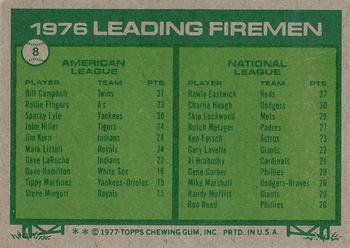 1976 LEADING FIREMEN
8
AMERICAN
LEAGUE
PLAYER TEAM PTS
Bill Campbell Twins 37
Rollie Fingers A's 33
Sparky Lyle Yankees 30
John Hiller Tigers 24
Jim Kern Indians 24
Mark Littell Royals 24
Dave LaRoche Indians 22
Dave Hamilton White Sox 16
Tippy Martinez Yankees-Orioles 15
Steve Mingori Royals 15
NATIONAL
LEAGUE
PLAYER TEAM PTS
Rawly Eastwick Reds 37
Charlie Hough Dodgers 30
Skip Lockwood Mets 29
Butch Metzger Padres 27
Ken Forsch Astros 23
Gary Lavelle Giants 22
Al Hrabosky Cardinals 21
Gene Garber Phillies 20
Mike Marshall Dodgers-Braves 20
Randy Moffitt Giants 20
Ron Reed Phillies 20
** © 1977 TOPPS CHEWING GUM, INC. PRTD. IN U.S.A.